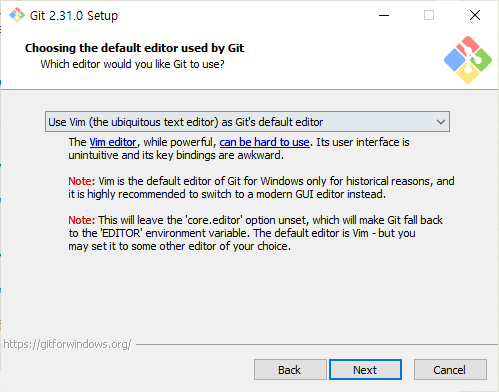 Git 2.31.0 Setup
Choosing the default editor used by Git
Which editor would you like Git to use?
Use Vim (the ubiquitous text editor) as Git's default editor
The Vim editor, while powerful, can be hard to use. Its user interface is
unintuitive and its key bindings are awkward.
Note: Vim is the default editor of Git for Windows only for historical reasons, and
it is highly recommended to switch to a modern GUI editor instead.
Note: This will leave the 'core.editor' option unset, which will make Git fall back
to the 'EDITOR' environment variable. The default editor is Vim - but you
may set it to some other editor of your choice.
https://gitforwindows.org/
Back
Next
Cancel